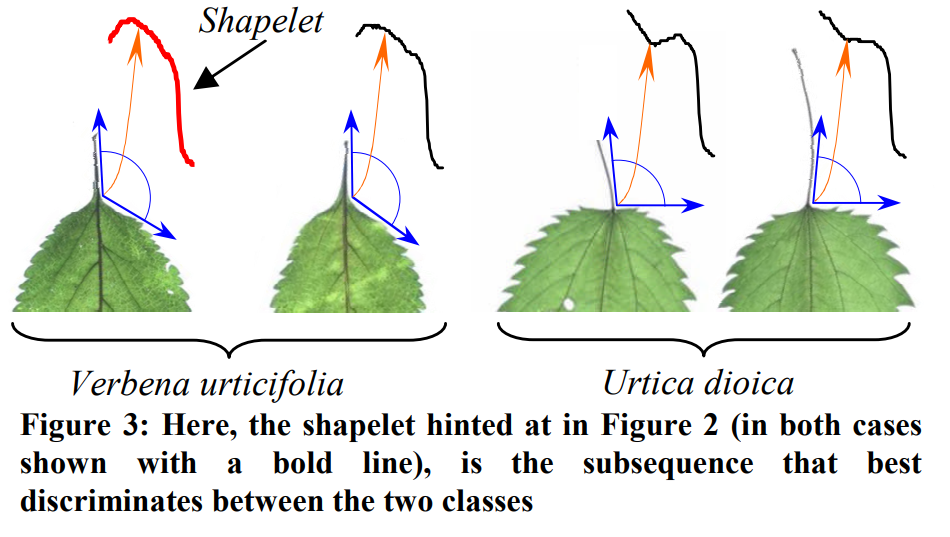 Shapelet
Verbena urticifolia
Urtica dioica
Figure 3: Here, the shapelet hinted at in Figure 2 (in both cases
shown with a bold line), is the subsequence that best
discriminates between the two classes